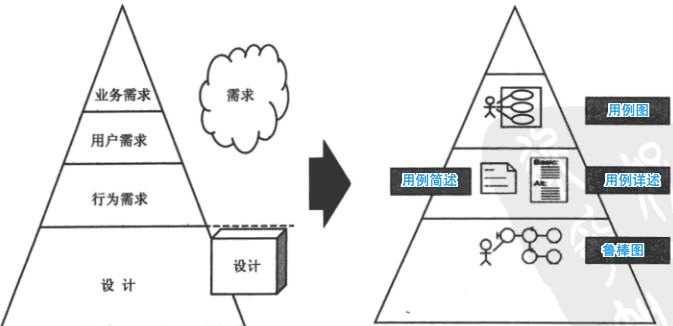 业务需求
需求
用户需求
行为需求
设计
设 计
用例图
用例简述
Basic:
Alt:
用例详述
鲁棒图